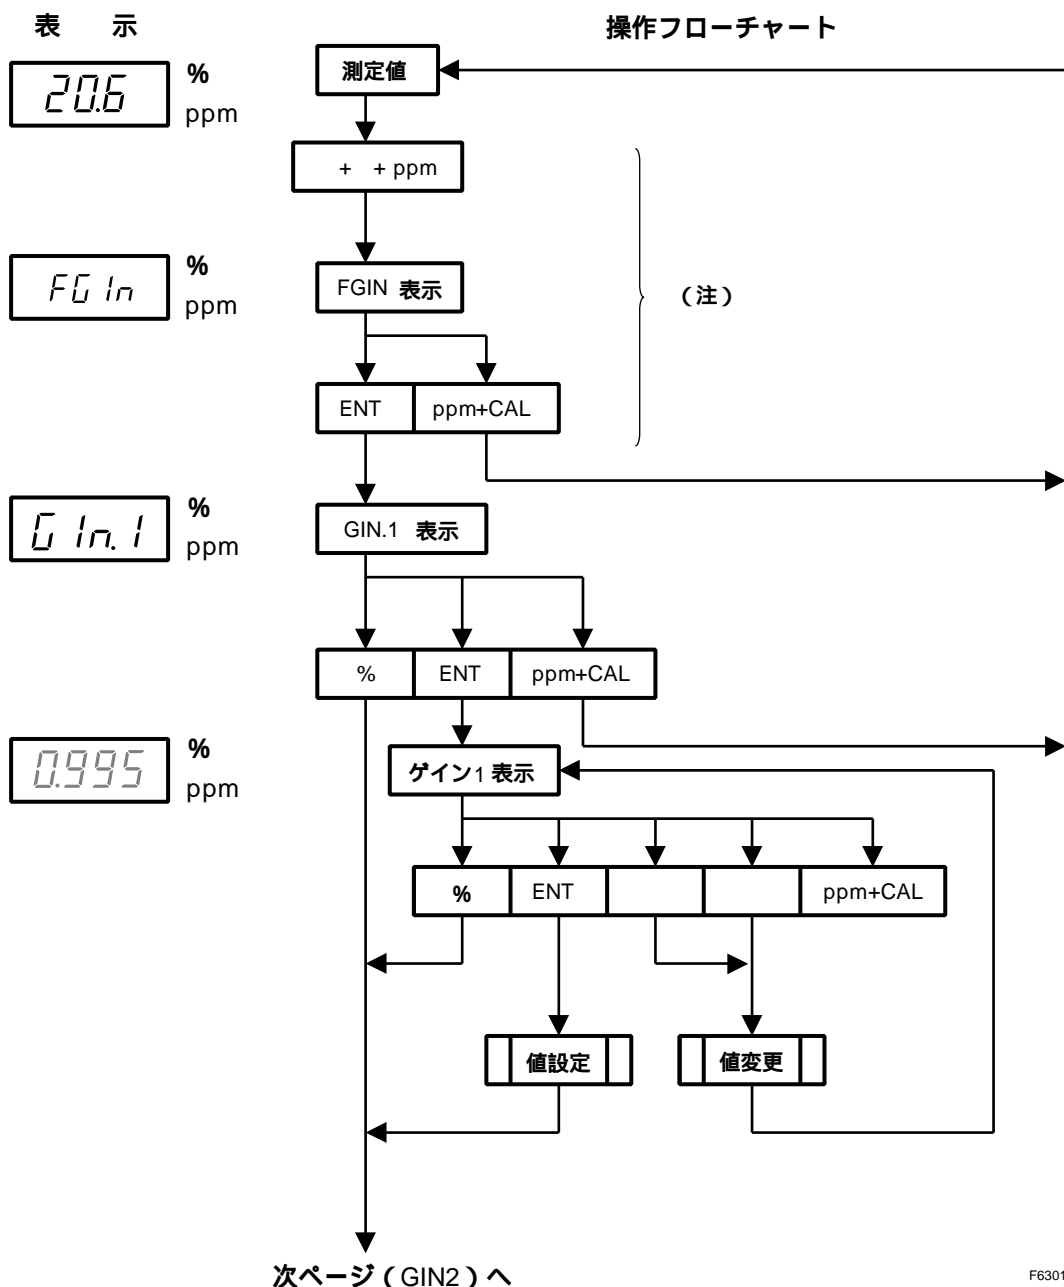 表 示
操作フローチャート
20.6
%
ppm
測定値
+ + ppm
FGIn
%
ppm
FGIN 表示
(注)
ENT
ppm+CAL
GIn.1
%
ppm
GIN.1 表示
%
ENT
ppm+CAL
0.995
%
ppm
ゲイン1 表示
%
ENT
ppm+CAL
値設定
値変更
次ページ(GIN2)へ
F6301